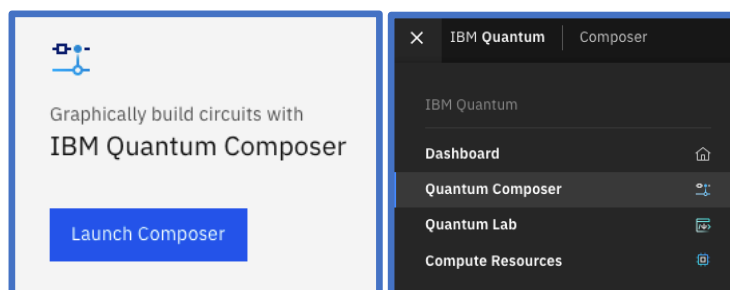 Graphically build circuits with
IBM Quantum Composer
Launch Composer
IBM Quantum Composer
IBM Quantum
Dashboard
Quantum Composer
Quantum Lab
Compute Resources